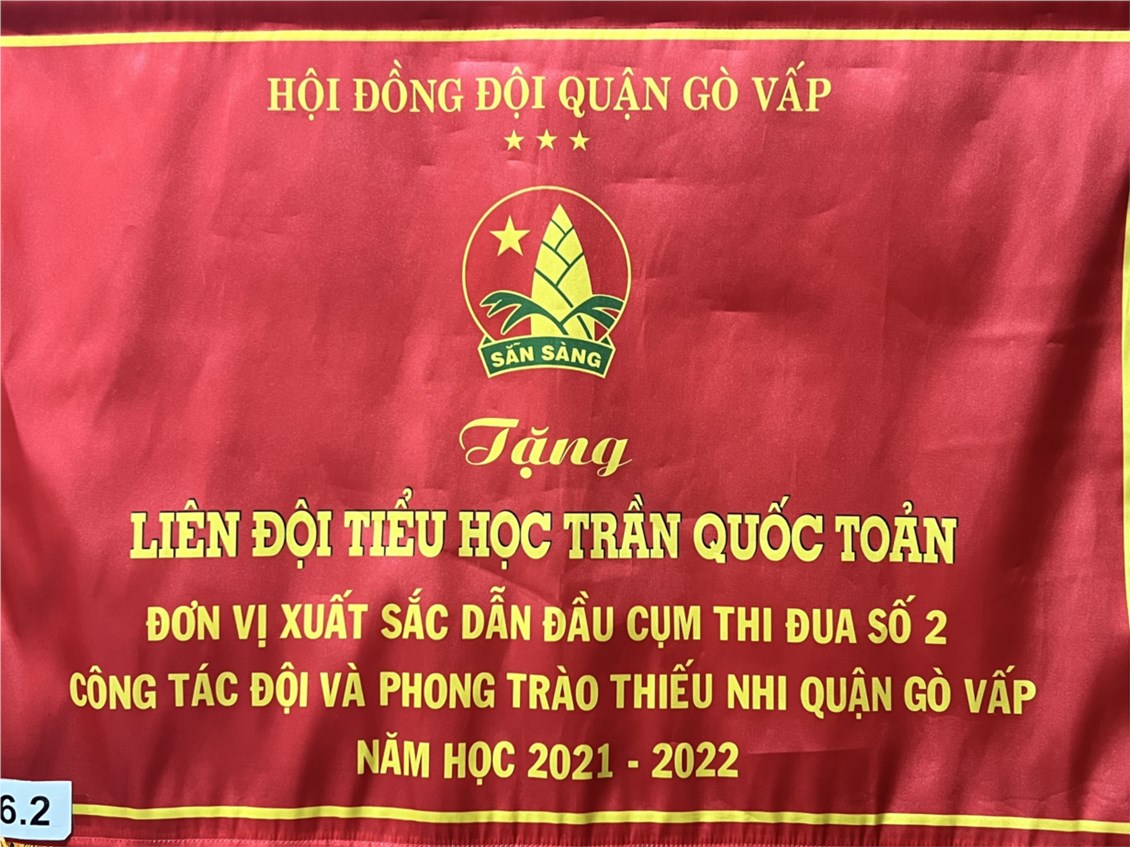 HỘI ĐỒNG ĐỘI QUẬN GÒ VẤP
SẴN SÀNG
Tặng
LIÊN ĐỘI TIỂU HỌC TRẦN QUỐC TOẢN
ĐƠN VỊ XUẤT SẮC DẪN ĐẦU CỤM THI ĐUA SỐ 2
CÔNG TÁC ĐỘI VÀ PHONG TRÀO THIẾU NHI QUẬN GÒ VẤP
NĂM HỌC 2021 - 2022
6.2